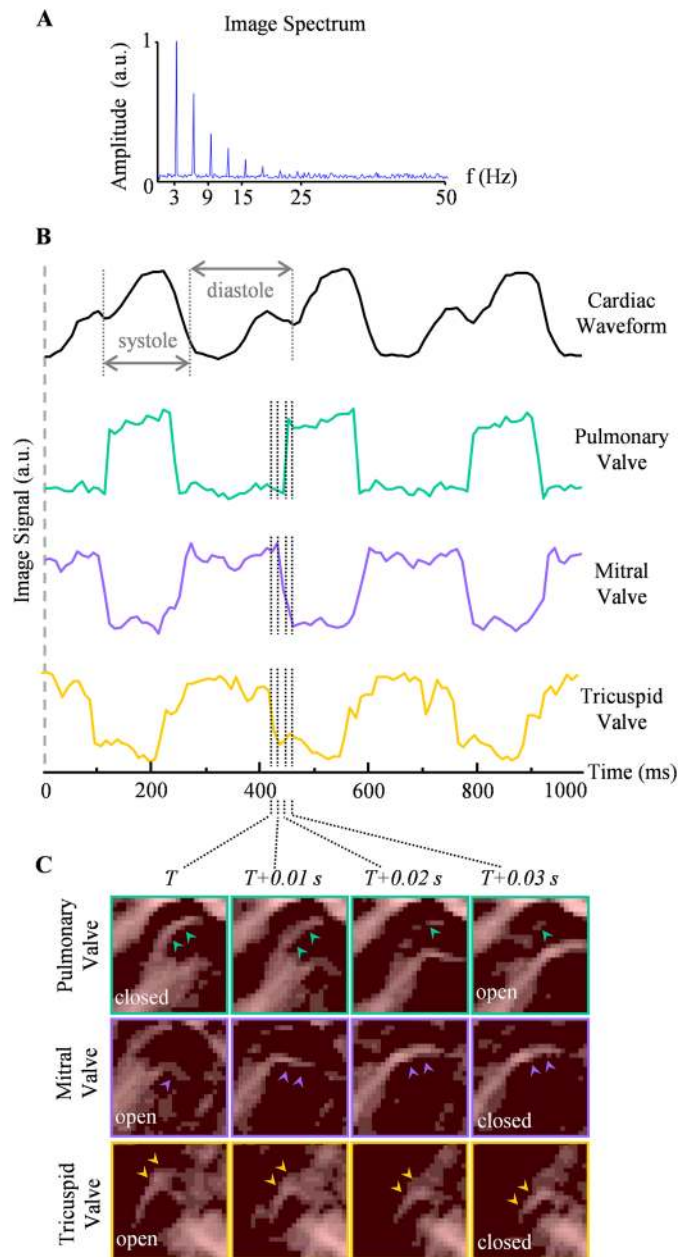 A
Image Spectrum
Amplitude (a.u.)
1
0
3 9 15 25 50
f (Hz)
B
Image Signal (a.u.)
diastole
systole
Cardiac
Waveform
Pulmonary
Valve
Mitral
Valve
Tricuspid
Valve
Time (ms)
0 200 400 600 800 1000
C
T T+0.01 s T+0.02 s T+0.03 s
Pulmonary
Valve
closed open
Mitral
Valve
open closed
Tricuspid
Valve
open closed